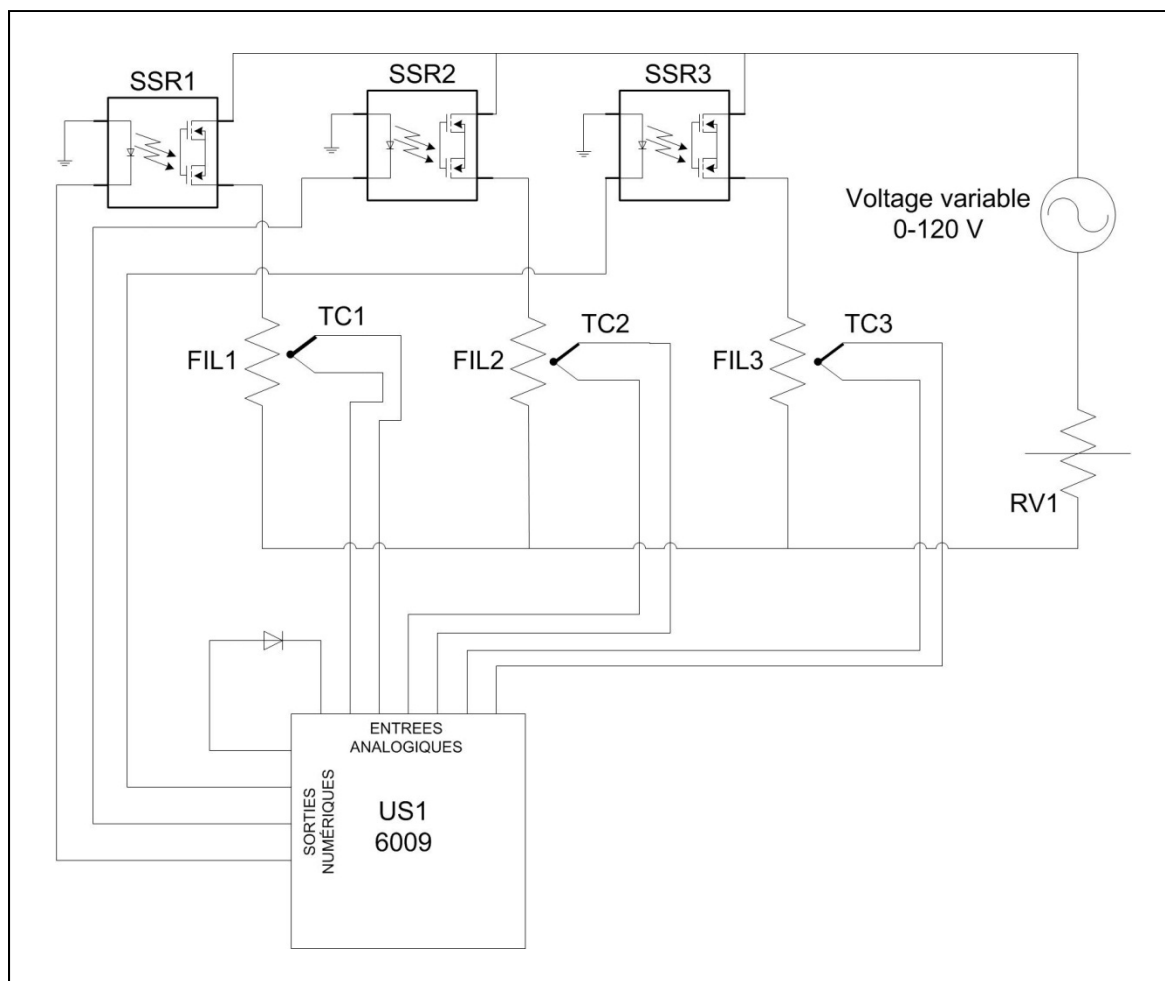 SSR1
SSR2
SSR3
Voltage variable
0-120 V
TC1
TC2
TC3
FIL1
FIL2
FIL3
RV1
ENTREES
ANALOGIQUES
SORTIES
NUMÉRIQUES
US1
6009